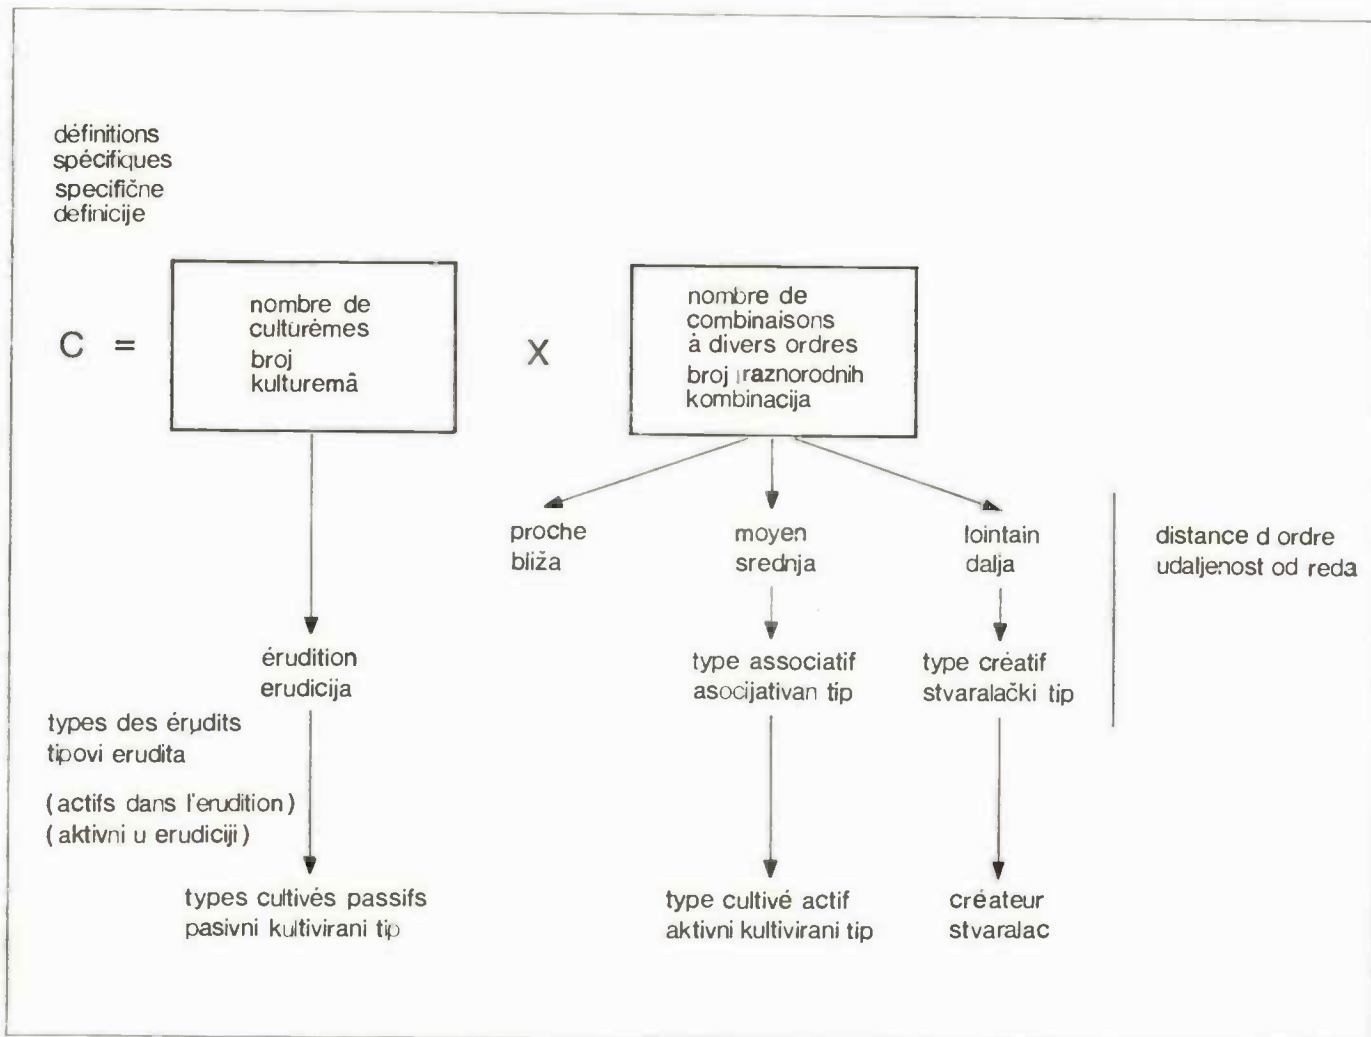 définitions
spécifiques
specifične
definicije
C =
nombre de
culturèmes
broj
kulturemâ
X
nombre de
combinaisons
à divers ordres
broj raznorodnih
kombinacija
proche
bliža
moyen
srednja
lointain
dalja
distance d ordre
udaljenost od reda
érudition
erudicija
type associatif
asocijativan tip
type créatif
stvaralački tip
types des érudits
tipovi erudita
(actifs dans l'erudition)
(aktivni u erudiciji)
types cultivés passifs
pasivni kultivirani tip
type cultivé actif
aktivni kultivirani tip
créateur
stvaralac